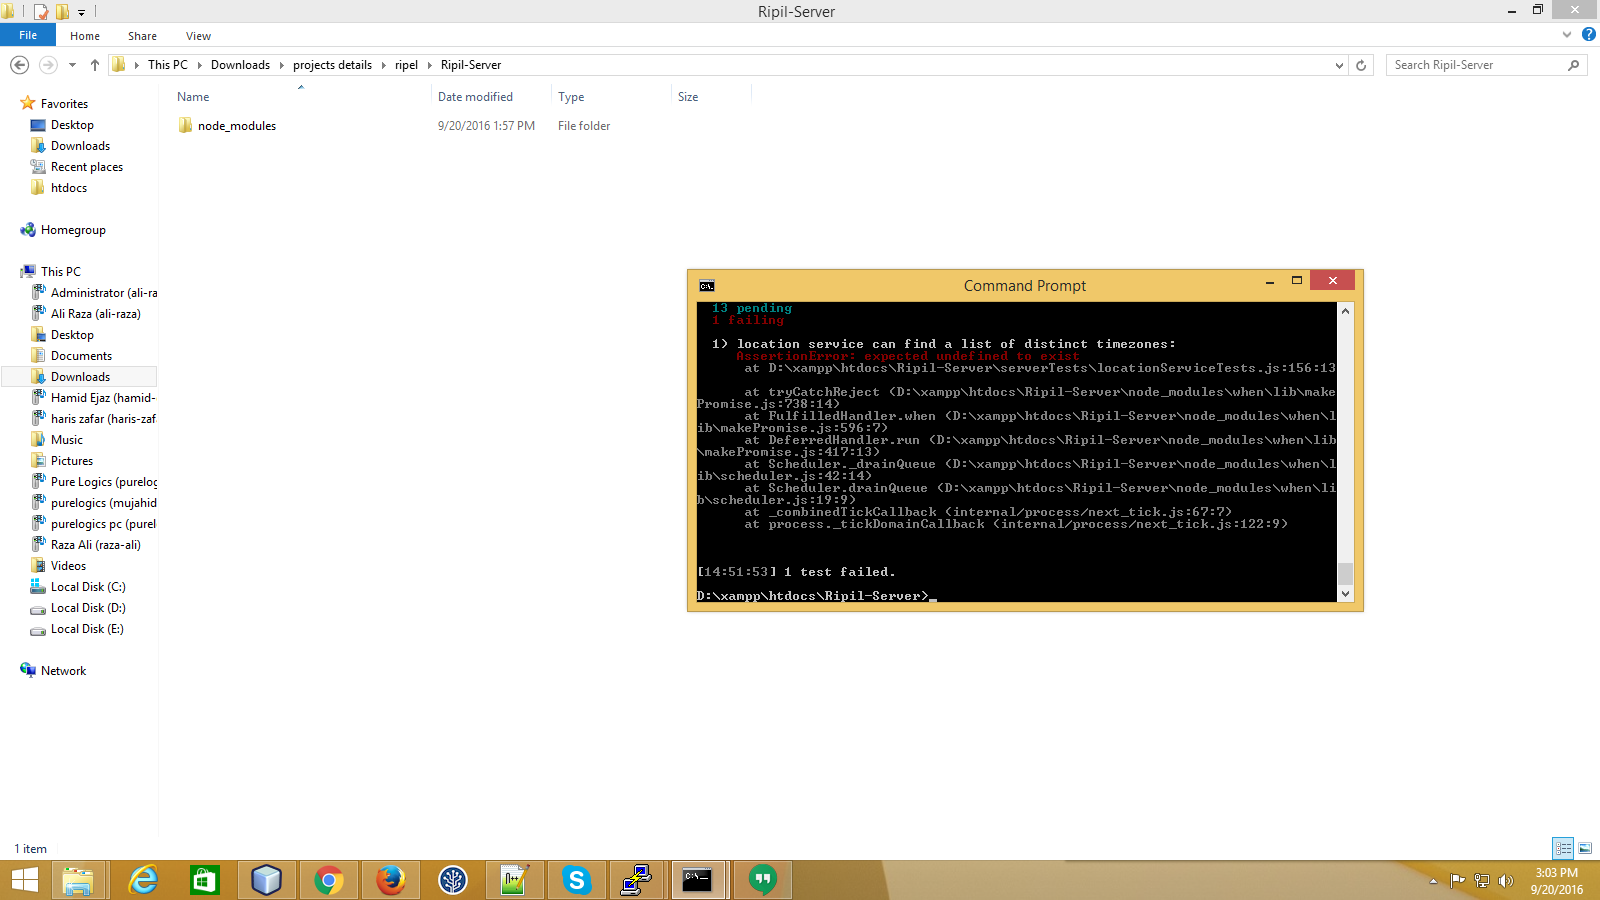 Ripil-Server
File Home Share View
This PC Downloads projects details ripel Ripil-Server
Search Ripil-Server
Name Date modified Type Size
node_modules 9/20/2016 1:57 PM File folder
Favorites
Desktop
Downloads
Recent places
htdocs
Homegroup
This PC
Administrator (ali-ra
Ali Raza (ali-raza)
Desktop
Documents
Downloads
Hamid Ejaz (hamid-
haris zafar (haris-zaf
Music
Pictures
Pure Logics (purelog
purelogics (mujahid
purelogics pc (purel
Raza Ali (raza-ali)
Videos
Local Disk (C:)
Local Disk (D:)
Local Disk (E:)
Network
1 item
Command Prompt
13 pending
1 failing
1) location service can find a list of distinct timezones:
AssertionError: expected undefined to exist
at D:\xampp\htdocs\Ripil-Server\serverTests\locationServiceTests.js:156:13
at tryCatchReject (D:\xampp\htdocs\Ripil-Server\node_modules\when\lib\make
Promise.js:738:14)
at FulfilledHandler.when (D:\xampp\htdocs\Ripil-Server\node_modules\when\l
ib\makePromise.js:596:7)
at DeferredHandler.run (D:\xampp\htdocs\Ripil-Server\node_modules\when\lib
\makePromise.js:417:13)
at Scheduler._drainQueue (D:\xampp\htdocs\Ripil-Server\node_modules\when\l
ib\scheduler.js:42:14)
at Scheduler.drainQueue (D:\xampp\htdocs\Ripil-Server\node_modules\when\li
b\scheduler.js:19:9)
at _combinedTickCallback (internal/process/next_tick.js:67:7)
at process._tickDomainCallback (internal/process/next_tick.js:122:9)
[14:51:53] 1 test failed.
D:\xampp\htdocs\Ripil-Server>_
3:03 PM
9/20/2016